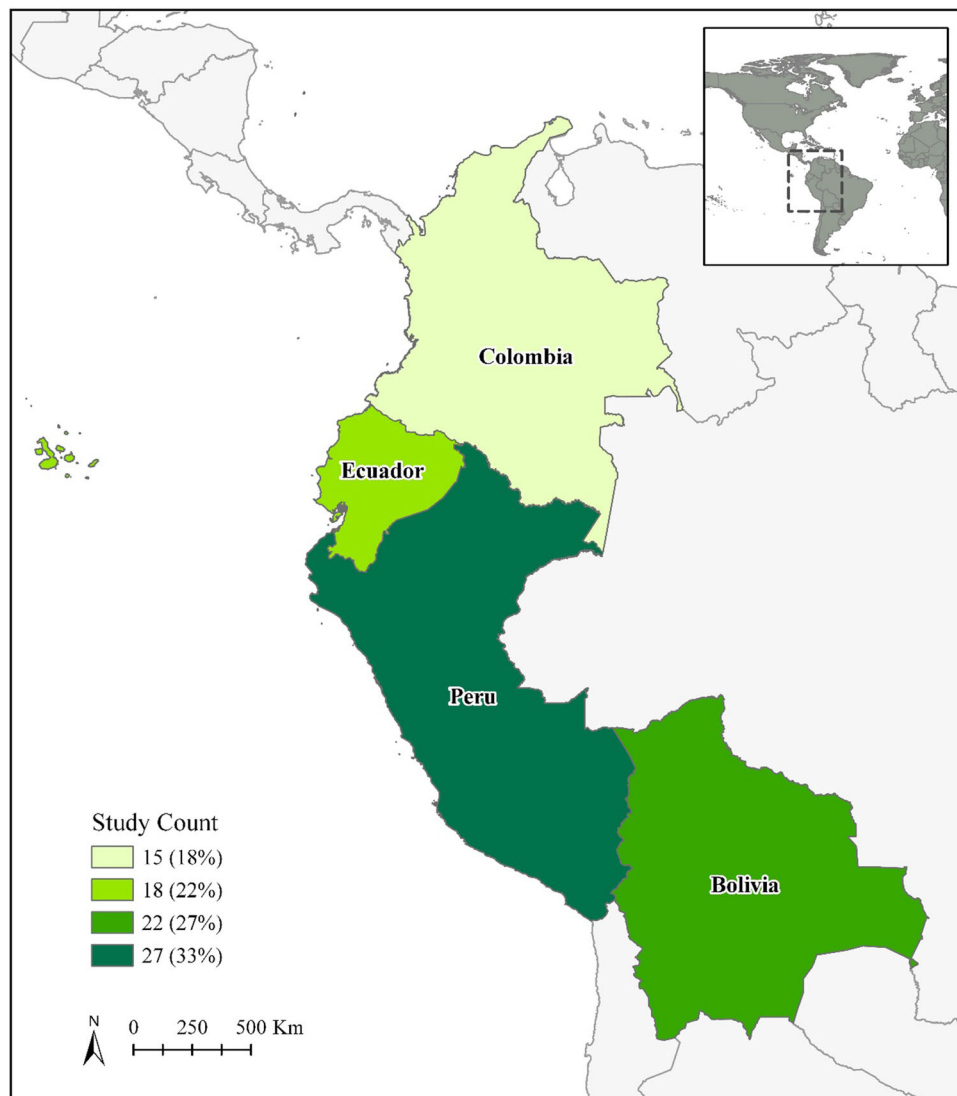 Colombia
Ecuador
Peru
Bolivia
Study Count
15 (18%)
18 (22%)
22 (27%)
27 (33%)
N
0 250 500 Km